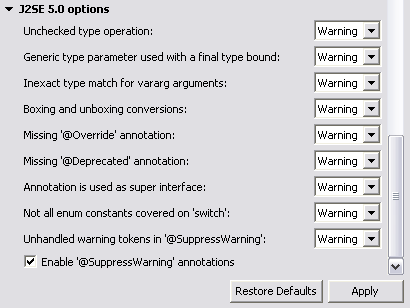 J2SE 5.0 options
Unchecked type operation: Warning
Generic type parameter used with a final type bound: Warning
Inexact type match for vararg arguments: Warning
Boxing and unboxing conversions: Warning
Missing '@Override' annotation: Warning
Missing '@Deprecated' annotation: Warning
Annotation is used as super interface: Warning
Not all enum constants covered on 'switch': Warning
Unhandled warning tokens in '@SuppressWarning': Warning
Enable '@SuppressWarning' annotations
Restore Defaults Apply